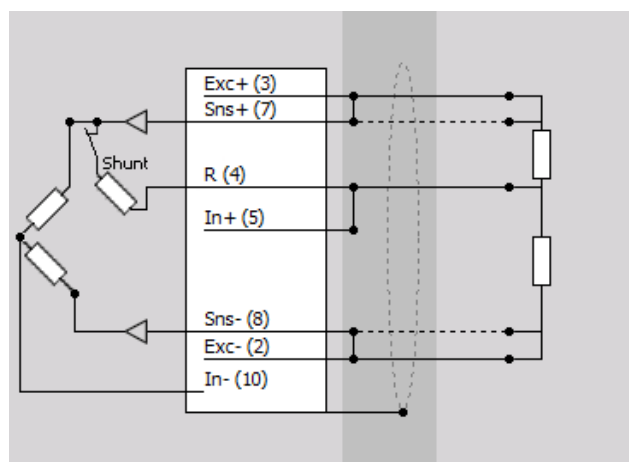 Exc+ (3)
Sns+ (7)
Shunt
R (4)
In+ (5)
Sns- (8)
Exc- (2)
In- (10)